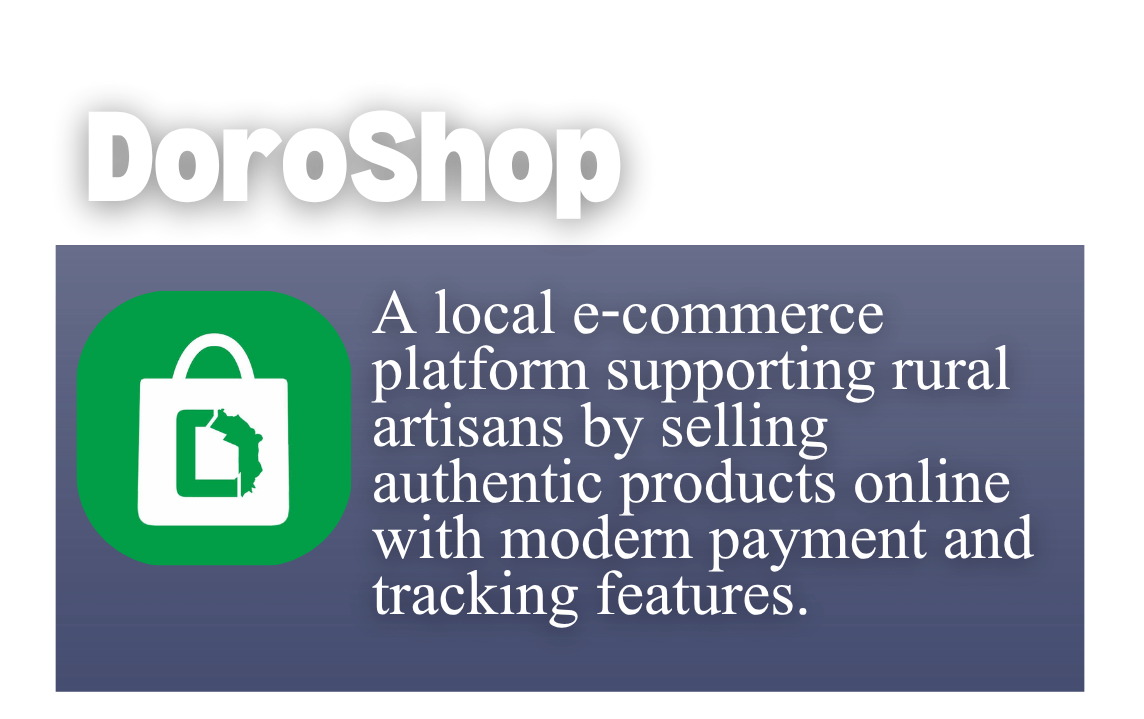 DoroShop
A local e-commerce
platform supporting rural
artisans by selling
authentic products online
with modern payment and
tracking features.